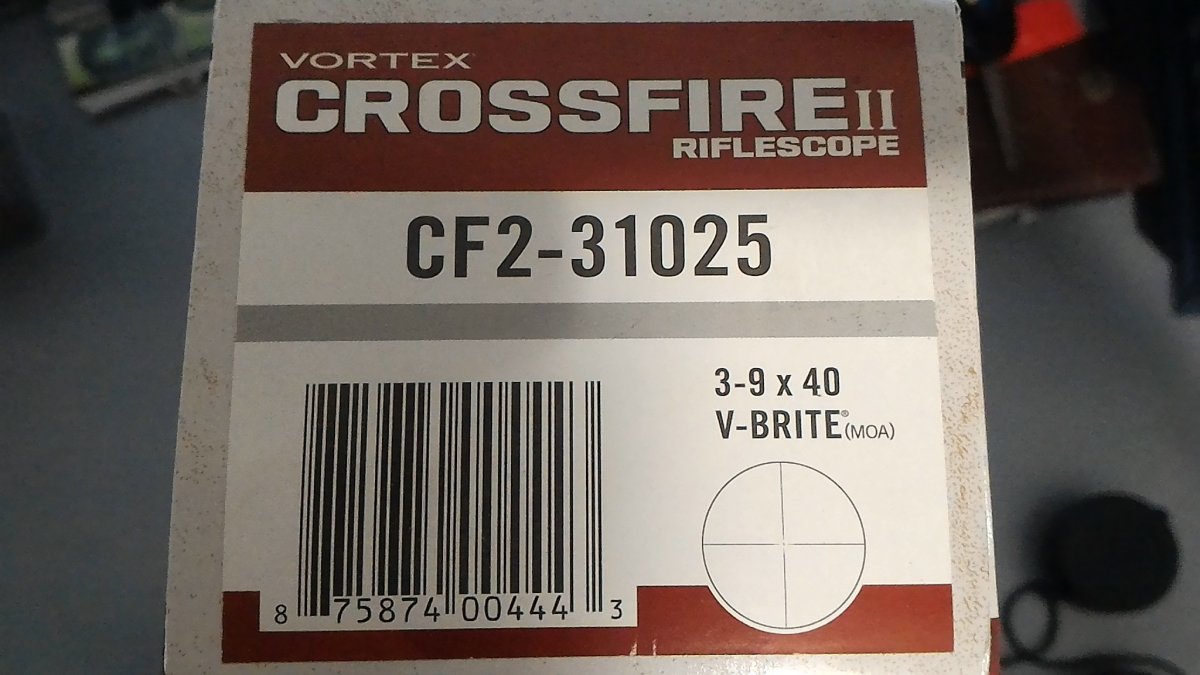 VORTEX
CROSSFIRE II
RIFLESCOPE
CF2-31025
3-9 x 40
V-BRITE® (MOA)
8 75874 00444 3